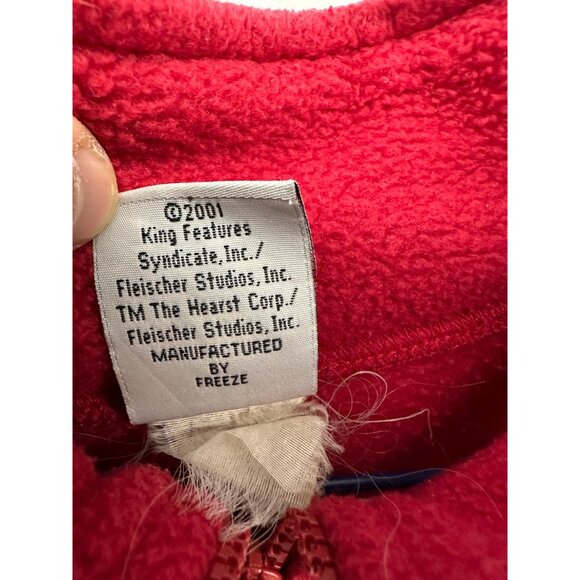 ©2001
King Features
Syndicate, Inc./
Fleischer Studios, Inc.
TM The Hearst Corp./
Fleischer Studios, Inc.
MANUFACTURED
BY
FREEZE